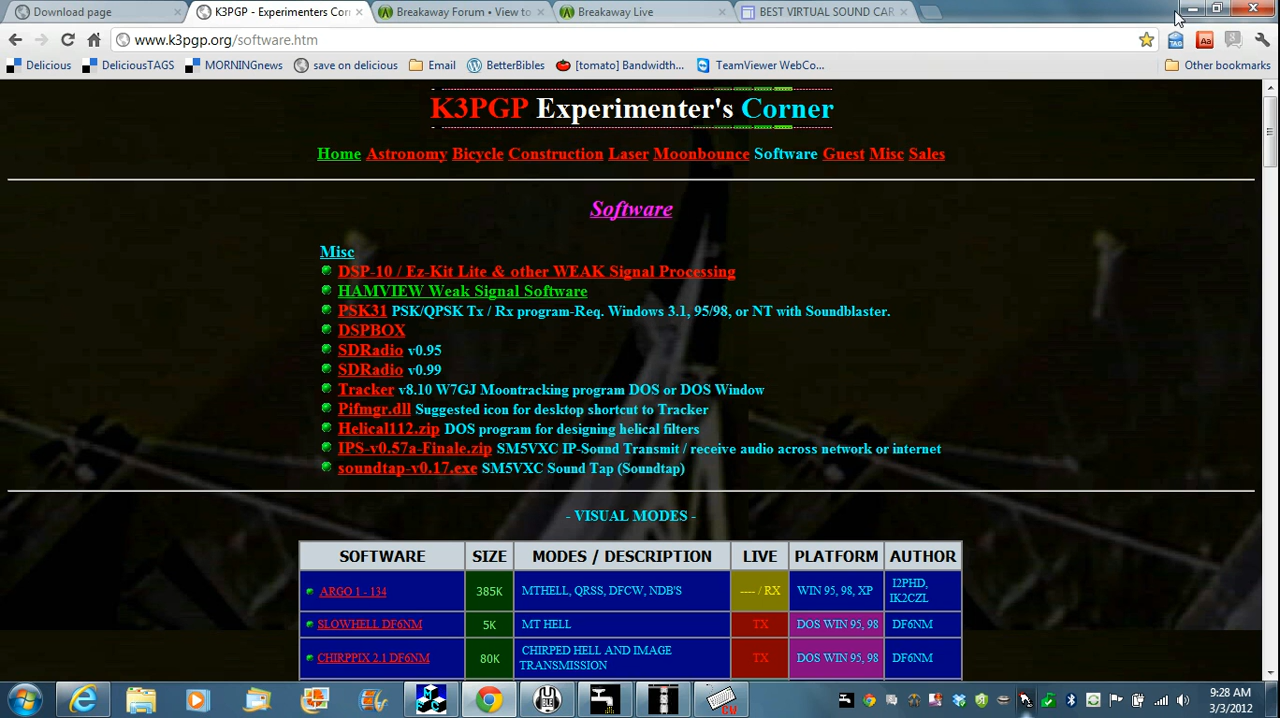 Download page
K3PGP - Experimenters Cor
Breakaway Forum • View to
Breakaway Live
BEST VIRTUAL SOUND CAR
www.k3pgp.org/software.htm
Delicious DeliciousTAGS MORNINGnews save on delicious Email BetterBibles [tomato] Bandwidth... TeamViewer WebCo... Other bookmarks
K3PGP Experimenter's Corner
Home Astronomy Bicycle Construction Laser Moonbounce Software Guest Misc Sales
Software
Misc
DSP-10 / Ez-Kit Lite & other WEAK Signal Processing
HAMVIEW Weak Signal Software
PSK31 PSK/QPSK Tx / Rx program-Req. Windows 3.1, 95/98, or NT with Soundblaster.
DSPBOX
SDRadio v0.95
SDRadio v0.99
Tracker v8.10 W7GJ Moontracking program DOS or DOS Window
Pifmgr.dll Suggested icon for desktop shortcut to Tracker
Helical112.zip DOS program for designing helical filters
IPS-v0.57a-Finale.zip SM5VXC IP-Sound Transmit / receive audio across network or internet
soundtap-v0.17.exe SM5VXC Sound Tap (Soundtap)
- VISUAL MODES -
SOFTWARE SIZE MODES / DESCRIPTION LIVE PLATFORM AUTHOR
ARGO 1 - 134 385K MTHELL, QRSS, DFCW, NDB'S ---- / RX WIN 95, 98, XP I2PHD, IK2CZL
SLOWHELL DF6NM 5K MT HELL TX DOS WIN 95, 98 DF6NM
CHIRPPIX 2.1 DF6NM 80K CHIRPED HELL AND IMAGE TRANSMISSION TX DOS WIN 95, 98 DF6NM
9:28 AM
3/3/2012